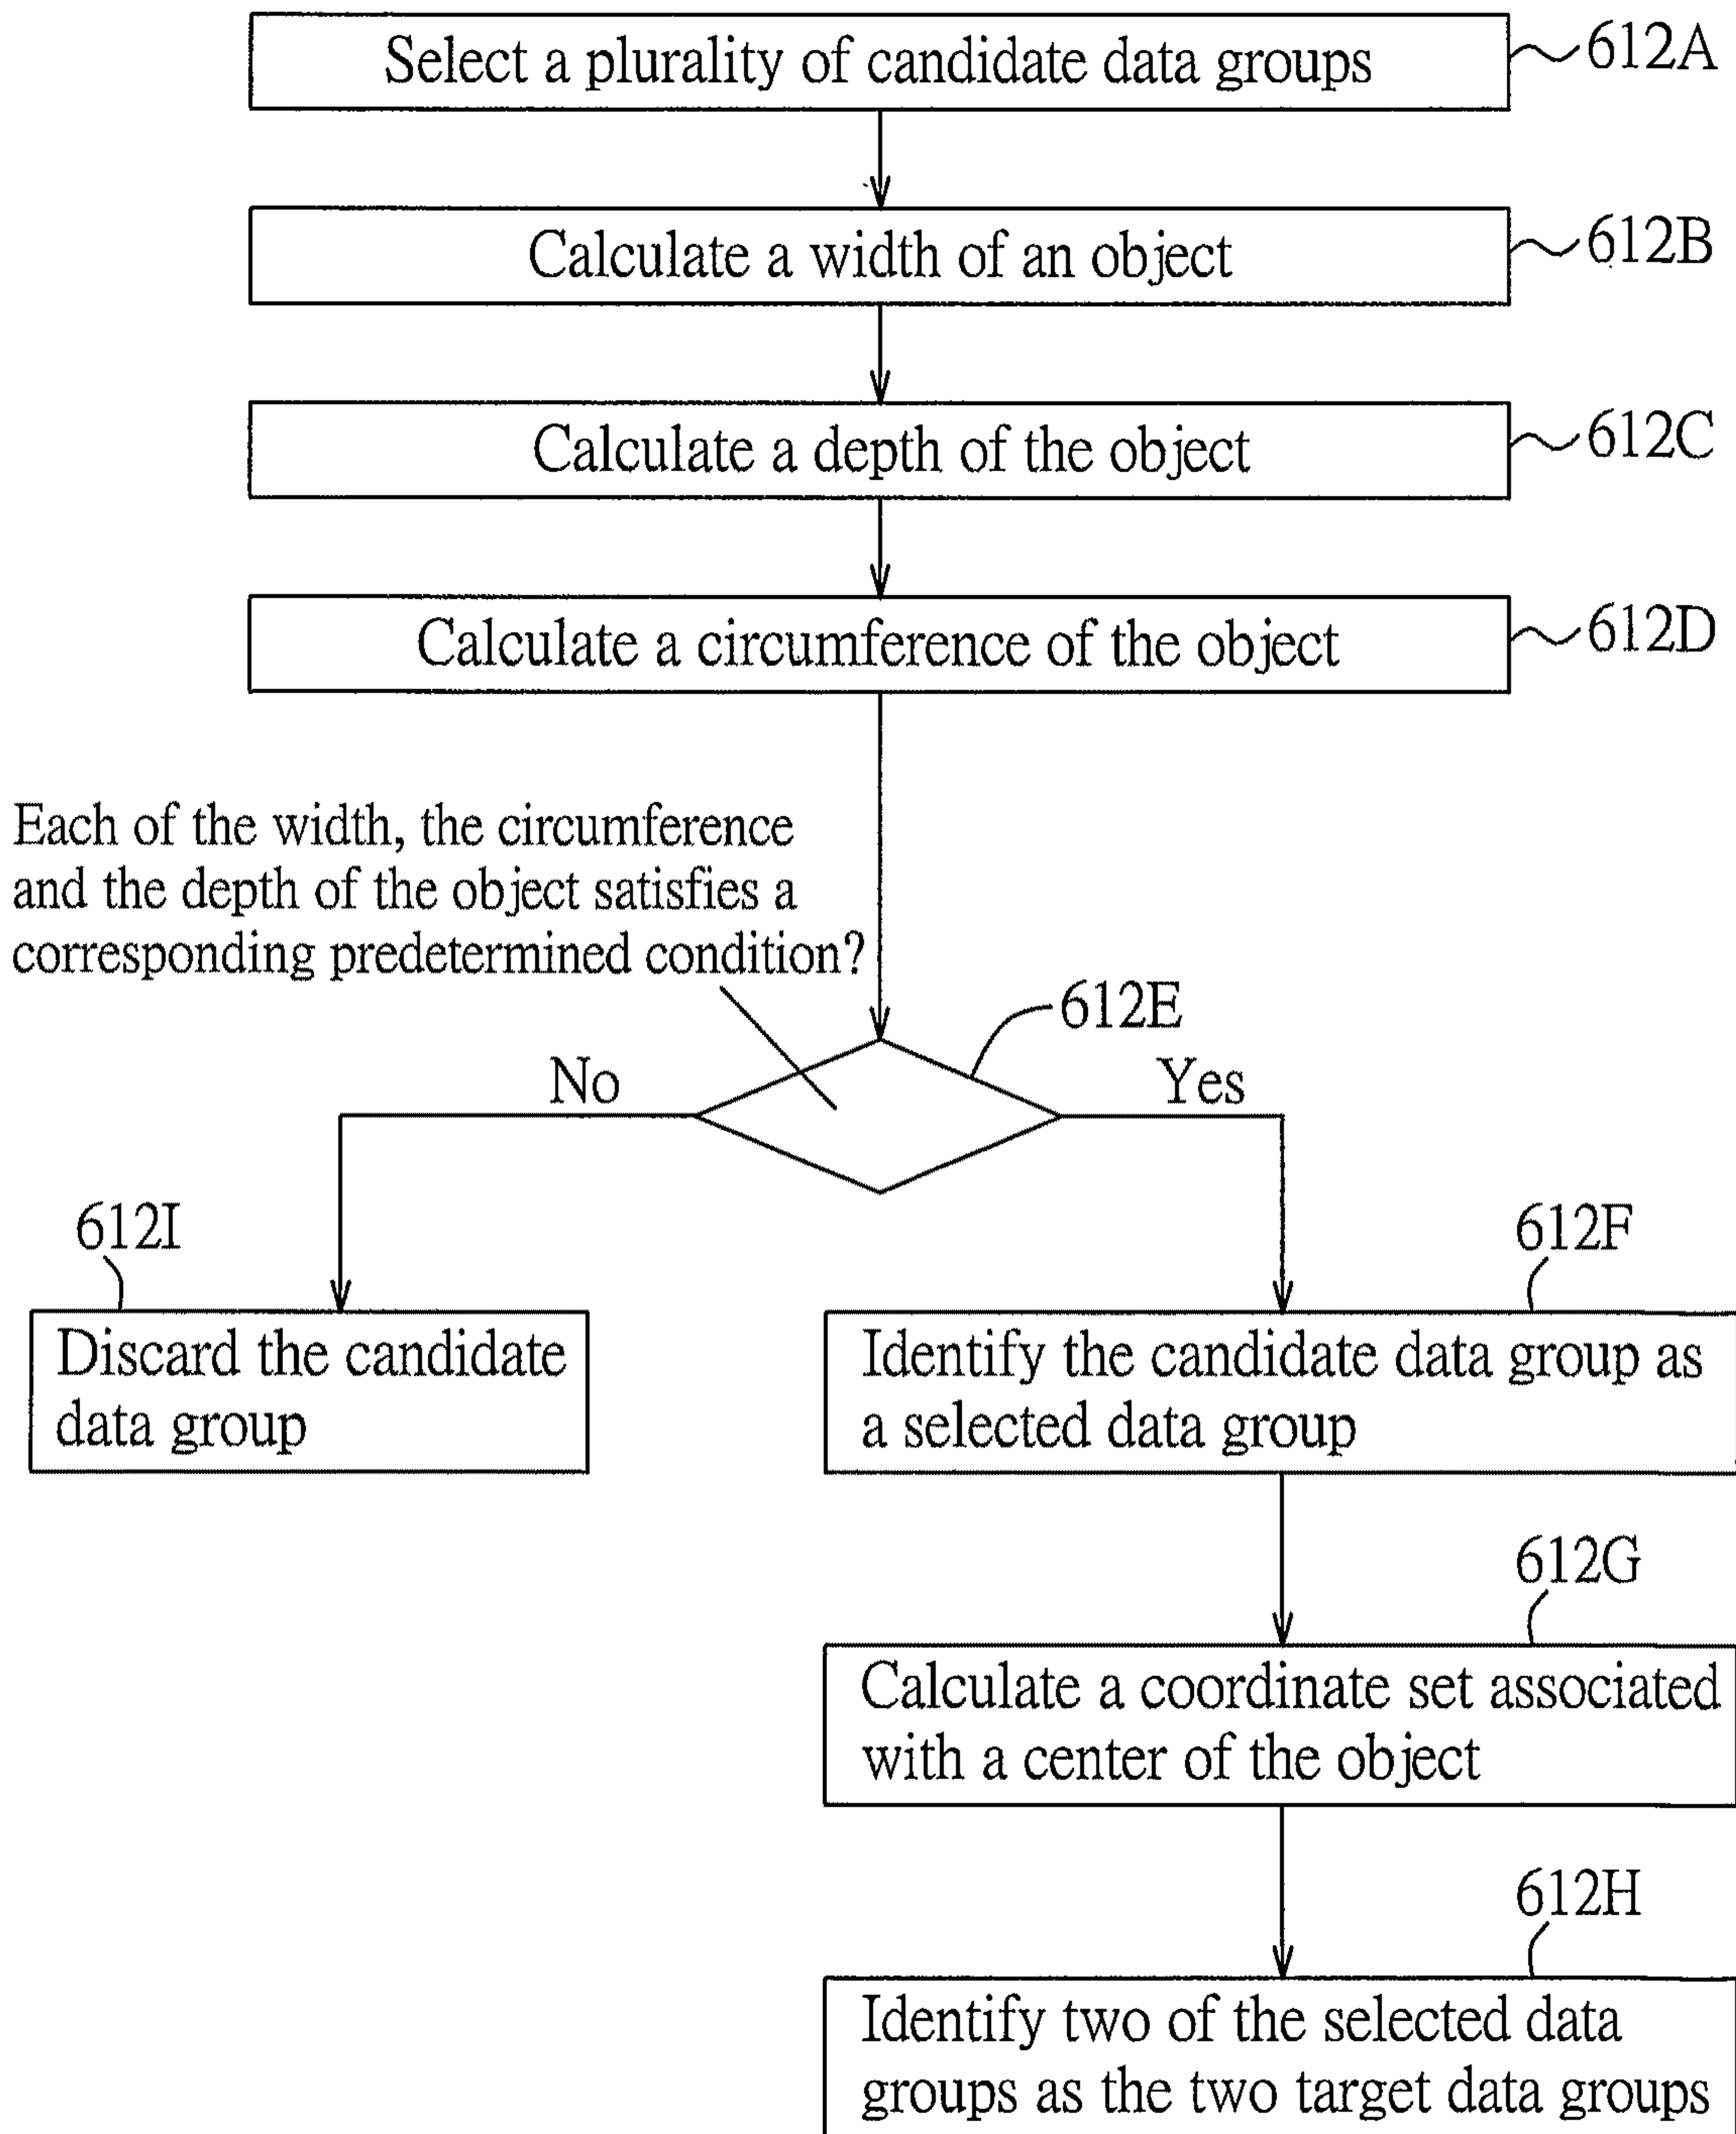 Select a plurality of candidate data groups
612A
Calculate a width of an object
612B
Calculate a depth of the object
612C
Calculate a circumference of the object
612D
Each of the width, the circumference
and the depth of the object satisfies a
corresponding predetermined condition?
612E
No
Yes
612I
612F
Discard the candidate
data group
Identify the candidate data group as
a selected data group
612G
Calculate a coordinate set associated
with a center of the object
612H
Identify two of the selected data
groups as the two target data groups